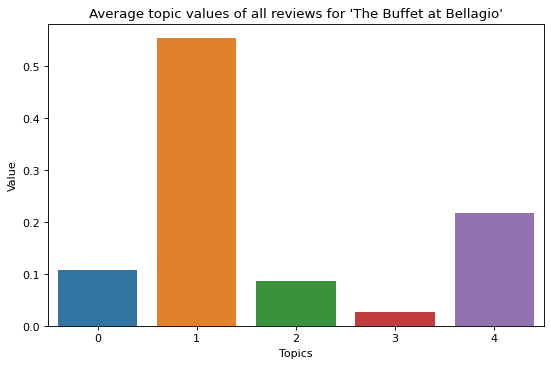 Average topic values of all reviews for 'The Buffet at Bellagio'
Value
0.5
0.4
0.3
0.2
0.1
0.0
0 1 2 3 4
Topics